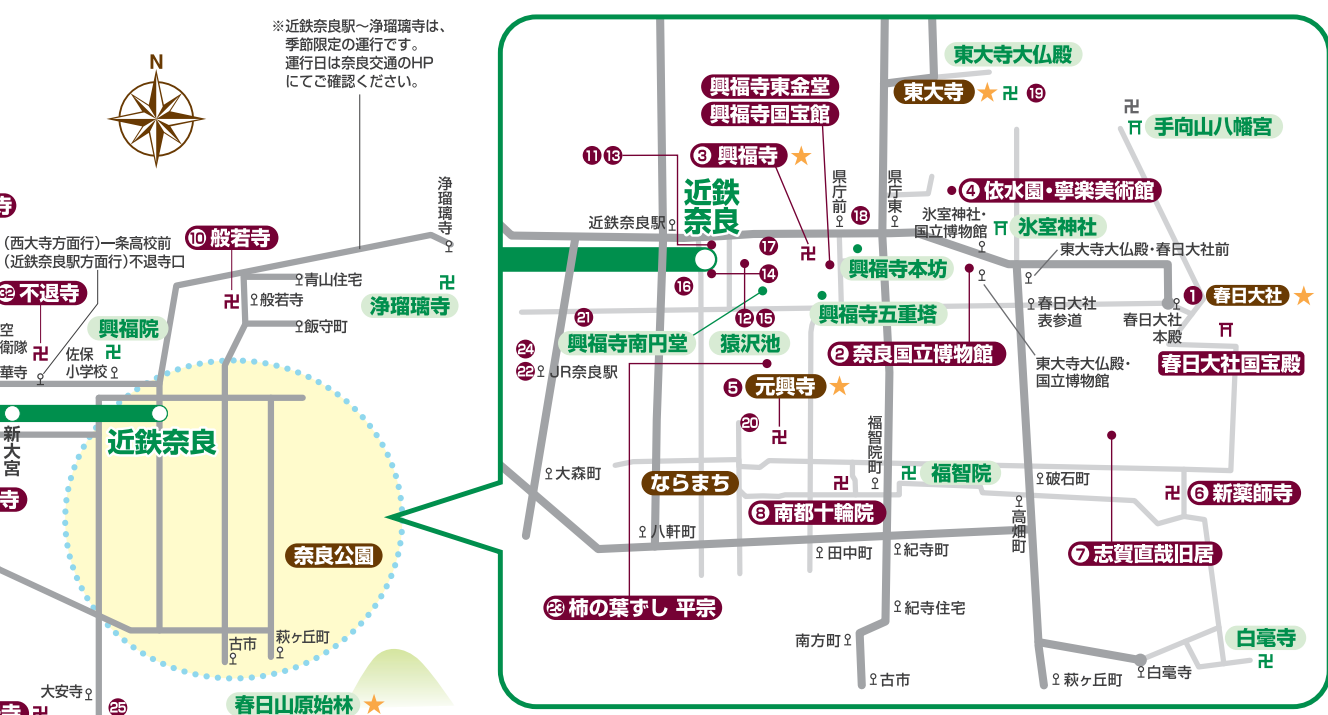 ※近鉄奈良駅～浄瑠璃寺は、
季節限定の運行です。
運行日は奈良交通のHP
にてご確認ください。
N
寺
浄瑠璃寺
⑩ 般若寺
(西大寺方面行)一条高校前
(近鉄奈良駅方面行)不退寺口
㉜ 不退寺
青山住宅
般若寺
飯守町
浄瑠璃寺
興福院
空
衛隊
華寺
佐保
小学校
近鉄奈良
新大宮
寺
奈良公園
古市
萩ヶ丘町
大安寺
㉕
寺
春日山原始林
東大寺大仏殿
東大寺
⑲
興福寺東金堂
興福寺国宝館
手向山八幡宮
⑪⑬
③ 興福寺
近鉄
奈良
近鉄奈良駅
県庁前
県庁東
⑱
④ 依水園・寧楽美術館
氷室神社・
国立博物館
氷室神社
東大寺大仏殿・春日大社前
⑰
⑭
⑯
興福寺本坊
① 春日大社
春日大社
表参道
春日大社
本殿
㉑
⑫⑮
興福寺五重塔
興福寺南円堂
猿沢池
② 奈良国立博物館
春日大社国宝殿
㉔
㉒
JR奈良駅
東大寺大仏殿・
国立博物館
⑤ 元興寺
⑳
福智院町
大森町
ならまち
福智院
破石町
⑥ 新薬師寺
⑧ 南都十輪院
高畑町
八軒町
田中町
紀寺町
⑦ 志賀直哉旧居
㉓ 柿の葉ずし 平宗
紀寺住宅
南方町
白毫寺
白毫寺
古市
萩ヶ丘町